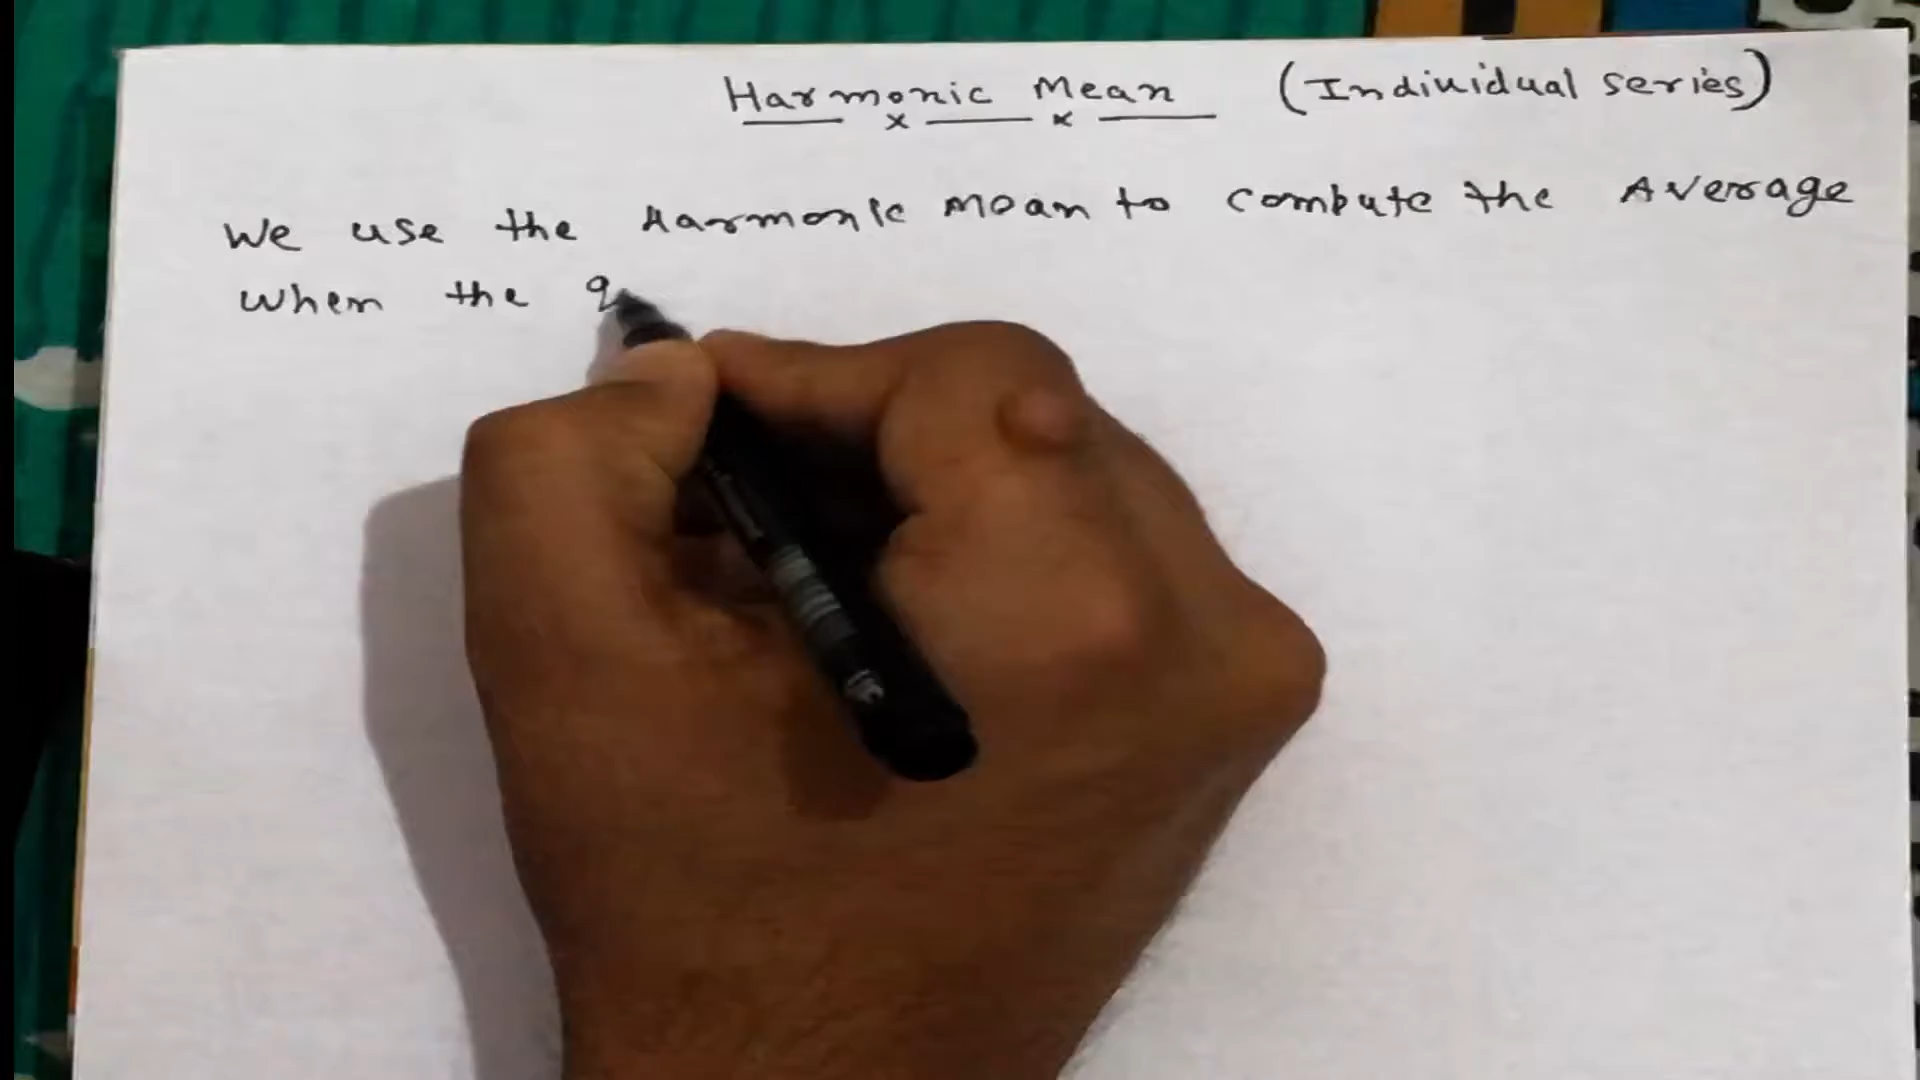 Harmonic Mean (Individual series)
We use the Harmonic Mean to compute the Average
when the q